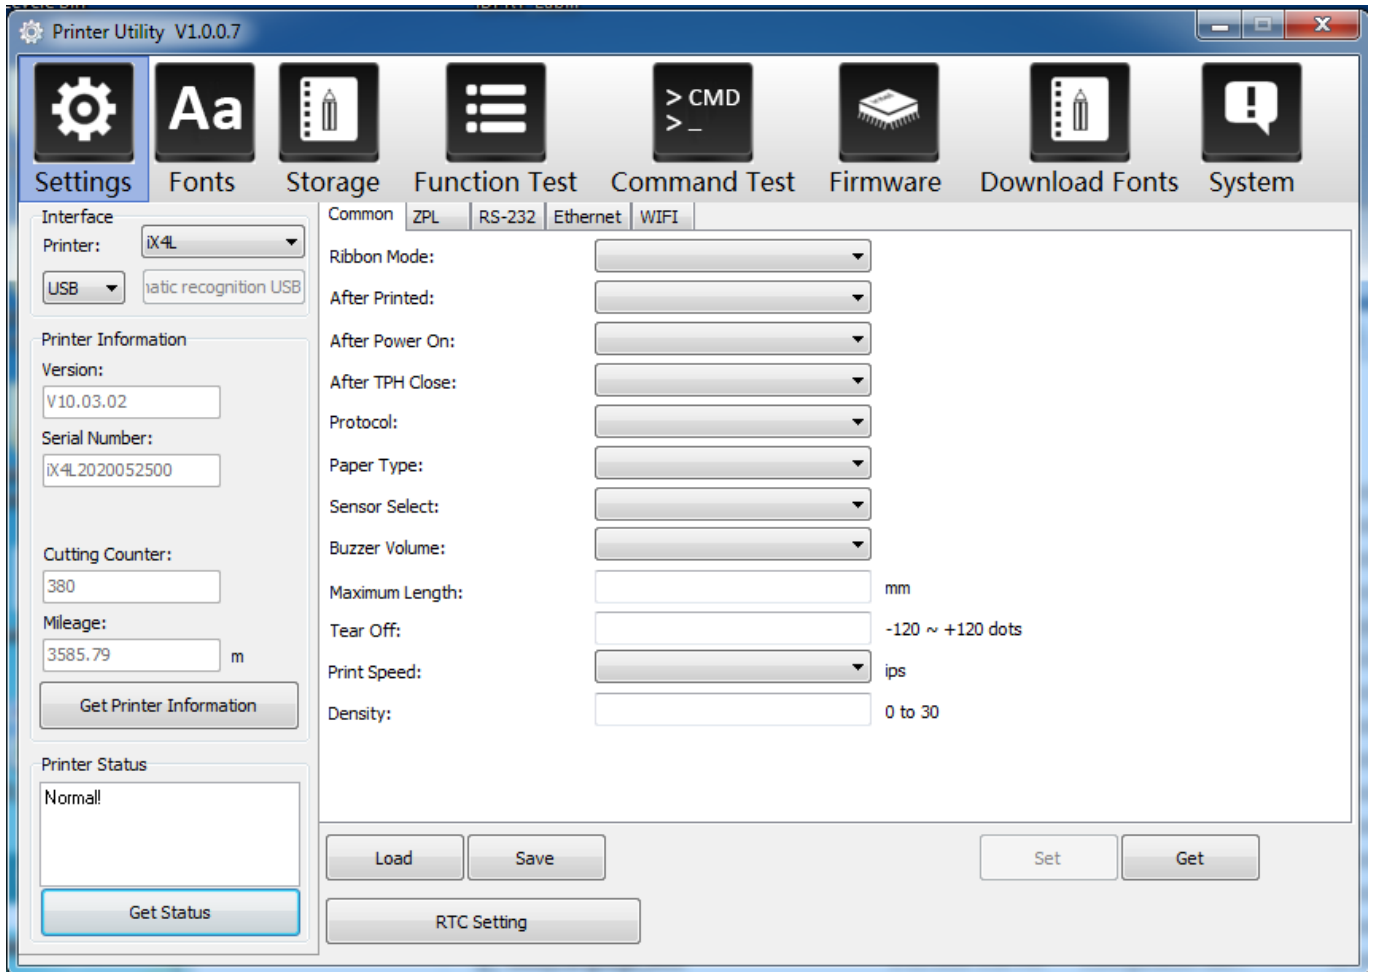 Printer Utility V1.0.0.7
Aa
> CMD
> _
Settings Fonts Storage Function Test Command Test Firmware Download Fonts System
Interface
Printer: iX4L
USB natic recognition USB
Printer Information
Version:
V10.03.02
Serial Number:
iX4L2020052500
Cutting Counter:
380
Mileage:
3585.79 m
Get Printer Information
Printer Status
Normal!
Get Status
Common ZPL RS-232 Ethernet WIFI
Ribbon Mode:
After Printed:
After Power On:
After TPH Close:
Protocol:
Paper Type:
Sensor Select:
Buzzer Volume:
Maximum Length: mm
Tear Off: -120 ~ +120 dots
Print Speed: ips
Density: 0 to 30
Load Save Set Get
RTC Setting